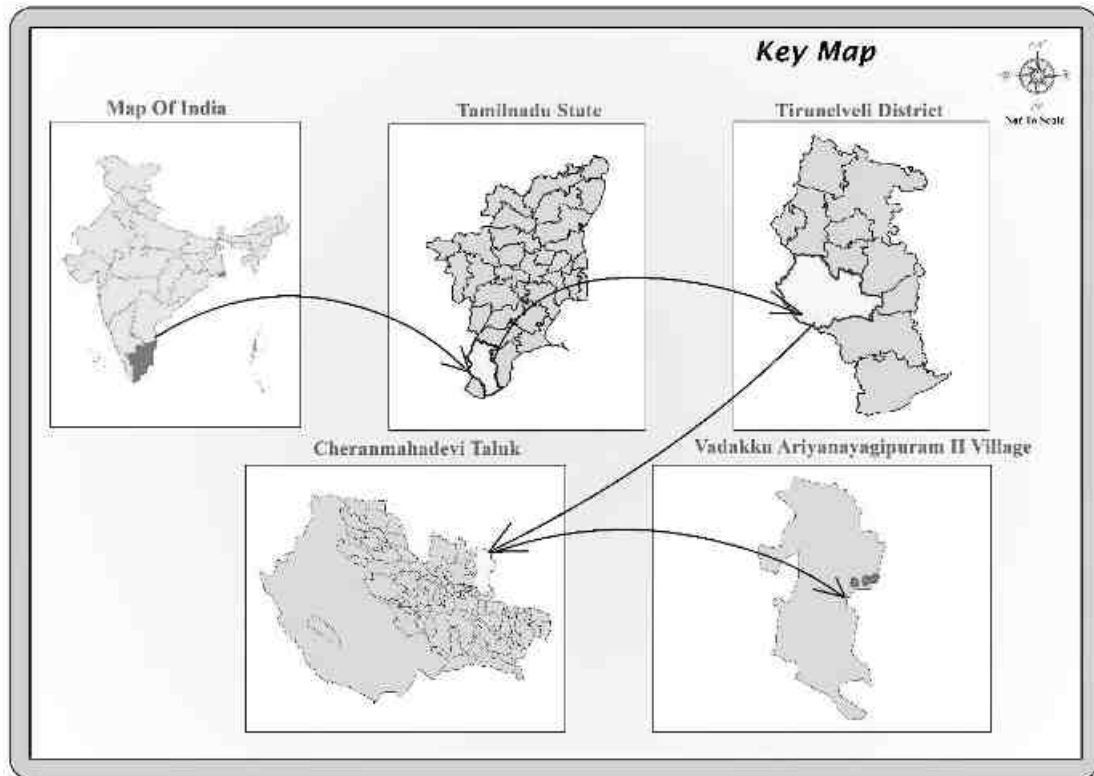 Key Map
Not To Scale
Map Of India
Tamilnadu State
Tirunelveli District
Cheranmahadevi Taluk
Vadakku Ariyanayagipuram II Village